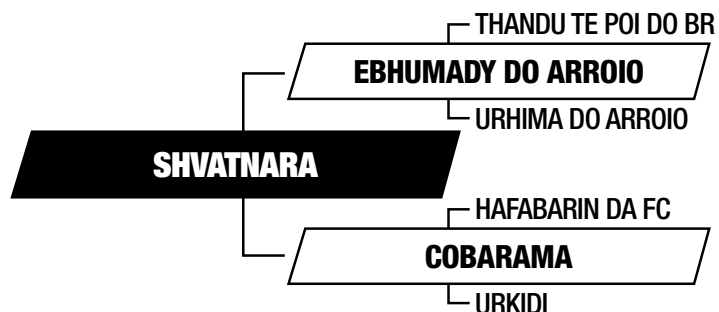 THANDU TE POI DO BR
EBHUMADY DO ARROIO
URHIMA DO ARROIO
SHVATNARA
HAFABARIN DA FC
COBARAMA
URKIDI